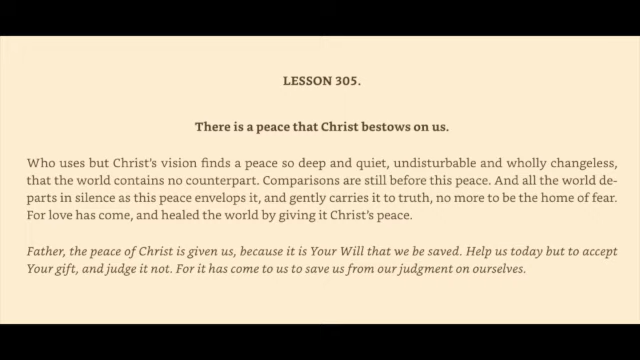 LESSON 305.
There is a peace that Christ bestows on us.
Who uses but Christ's vision finds a peace so deep and quiet, undisturbable and wholly changeless,
that the world contains no counterpart. Comparisons are still before this peace. And all the world de-
parts in silence as this peace envelops it, and gently carries it to truth, no more to be the home of fear.
For love has come, and healed the world by giving it Christ's peace.
Father, the peace of Christ is given us, because it is Your Will that we be saved. Help us today but to accept
Your gift, and judge it not. For it has come to us to save us from our judgment on ourselves.